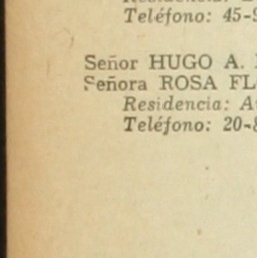 Teléfono: 45-
Señor HUGO A.
Señora ROSA FL
Residencia: A
Teléfono: 20-